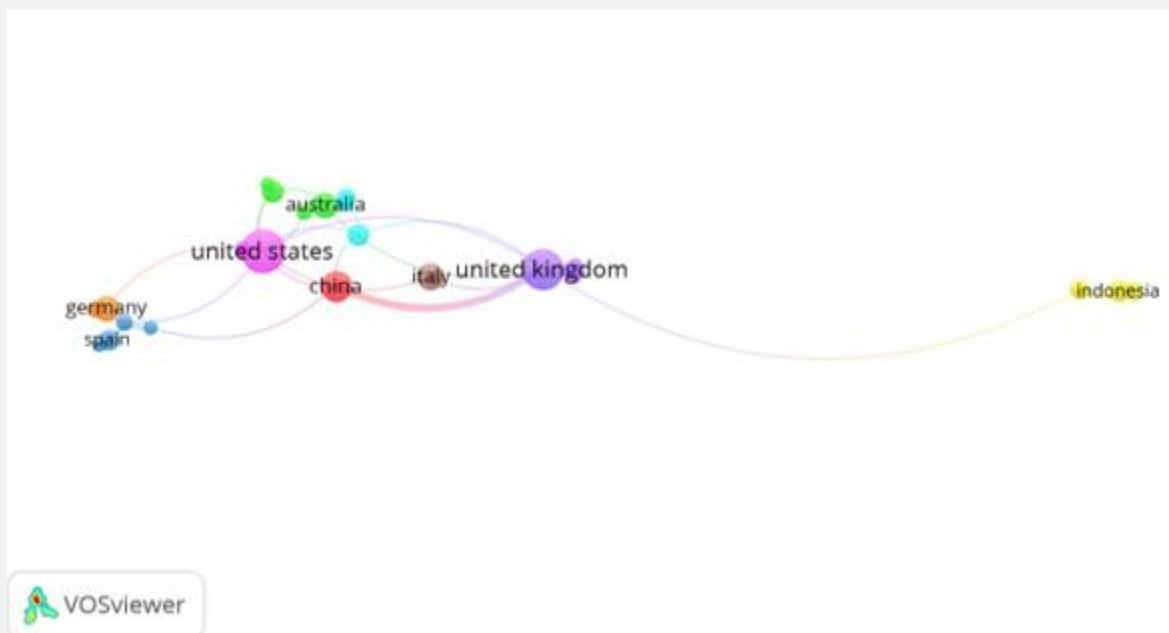 australia
united states
italy
united kingdom
china
indonesia
germany
spain
VOSviewer